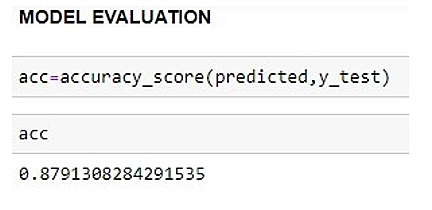 MODEL EVALUATION
acc=accuracy_score(predicted,y_test)
acc
0.8791308284291535